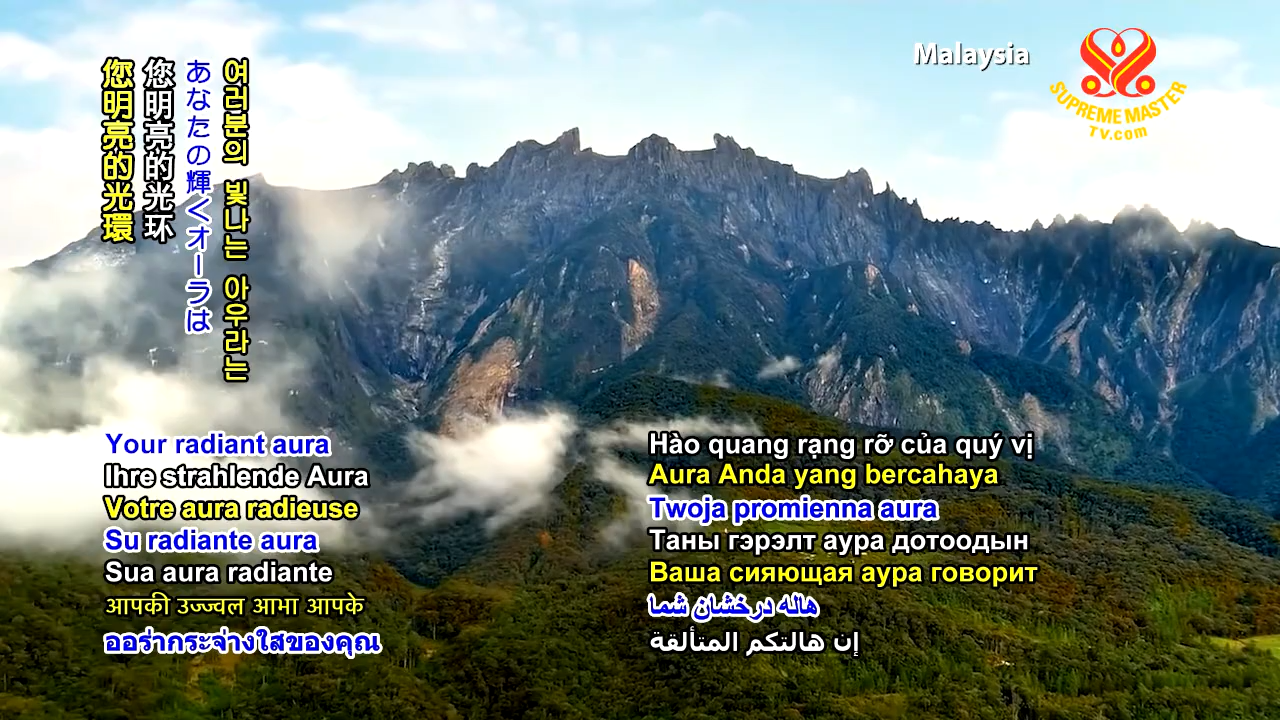 Malaysia
SUPREME MASTER
TV.com
您明亮的光環
您明亮的光环
あなたの輝くオーラは
여러분의 빛나는 아우라는
Your radiant aura
Ihre strahlende Aura
Votre aura radieuse
Su radiante aura
Sua aura radiante
आपकी उज्ज्वल आभा आपके
ออร่ากระจ่างใสของคุณ
Hào quang rạng rỡ của quý vị
Aura Anda yang bercahaya
Twoja promienna aura
Таны гэрэлт аура дотоодын
Ваша сияющая аура говорит
هاله درخشان شما
إن هالتكم المتألقة